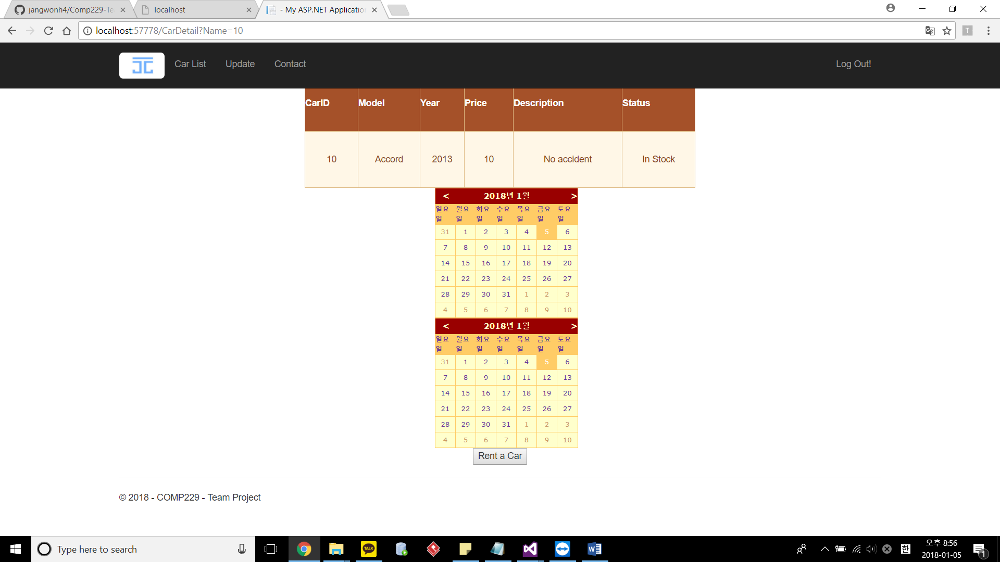 jangwonh4/Comp229-Te
localhost
- My ASP.NET Applicatio
localhost:57778/CarDetail?Name=10
T
JC
Car List
Update
Contact
Log Out!
CarID Model Year Price Description Status
10 Accord 2013 10 No accident In Stock
< 2018년 1월 >
일요일 월요일 화요일 수요일 목요일 금요일 토요일
31 1 2 3 4 5 6
7 8 9 10 11 12 13
14 15 16 17 18 19 20
21 22 23 24 25 26 27
28 29 30 31 1 2 3
4 5 6 7 8 9 10
< 2018년 1월 >
일요일 월요일 화요일 수요일 목요일 금요일 토요일
31 1 2 3 4 5 6
7 8 9 10 11 12 13
14 15 16 17 18 19 20
21 22 23 24 25 26 27
28 29 30 31 1 2 3
4 5 6 7 8 9 10
Rent a Car
© 2018 - COMP229 - Team Project
Type here to search
TALK
한
오후 8:56
2018-01-05
1